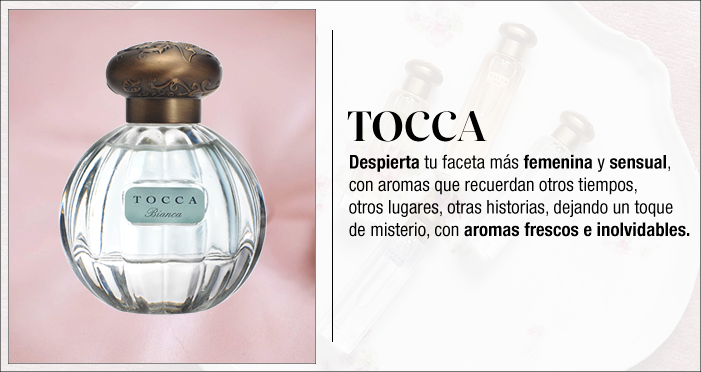 TOCCA
Bianca
TOCCA
Despierta tu faceta más femenina y sensual,
con aromas que recuerdan otros tiempos,
otros lugares, otras historias, dejando un toque
de misterio, con aromas frescos e inolvidables.